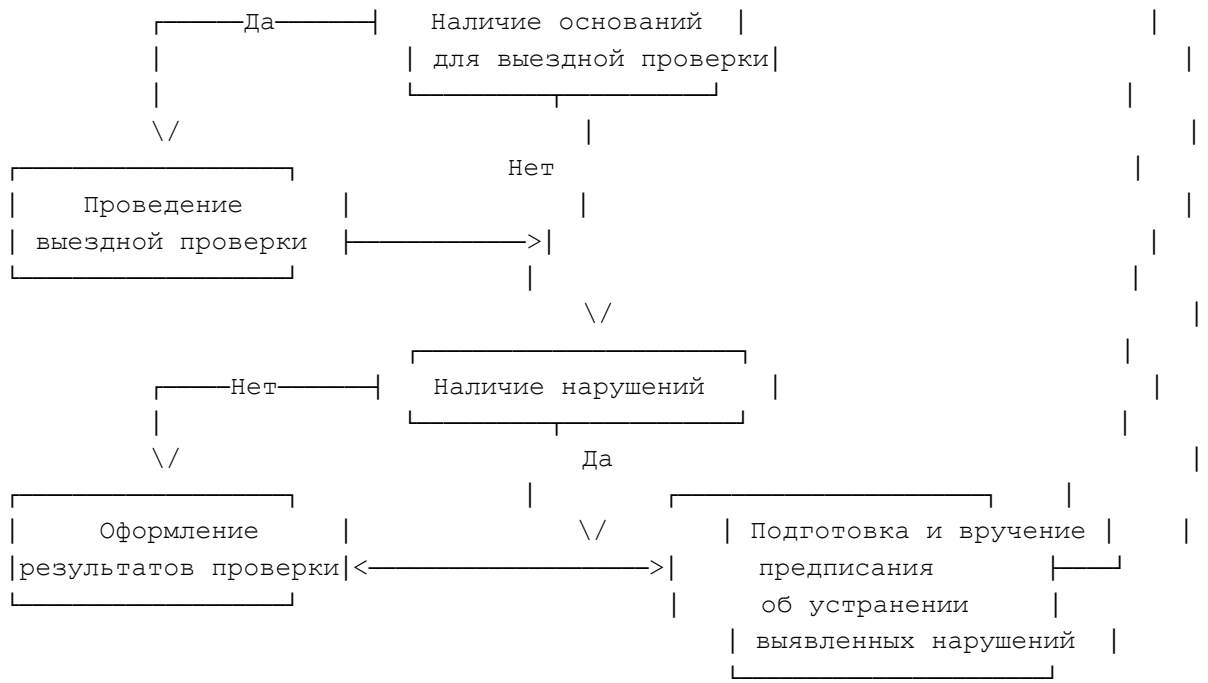 Да Наличие оснований
для выездной проверки
Нет
Проведение
выездной проверки
Нет Наличие нарушений
Да
Оформление Подготовка и вручение
результатов проверки предписания
об устранении
выявленных нарушений